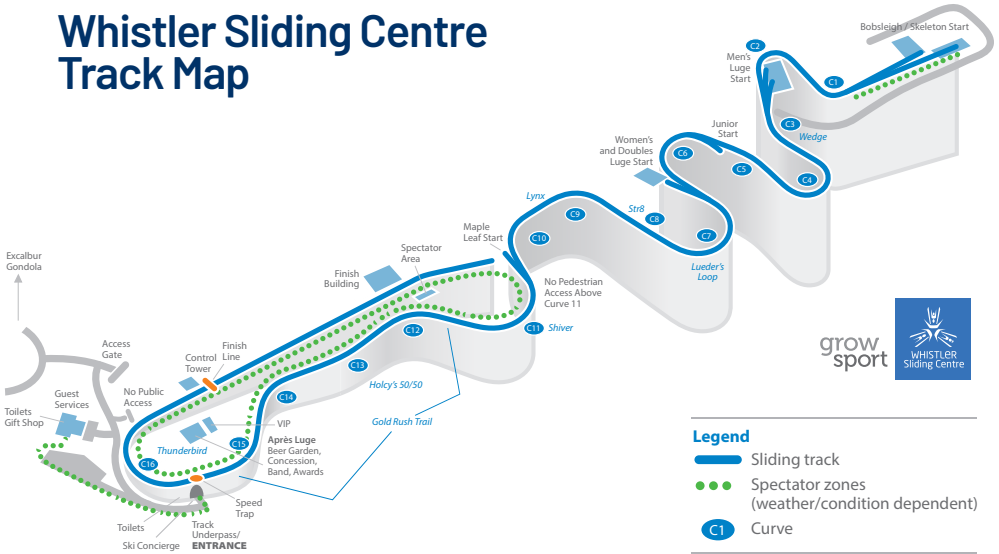 Whistler Sliding Centre
Track Map
Bobsleigh / Skeleton Start
C2
Men's
Luge
Start
C1
C3
Wedge
Junior
Start
Women's
and Doubles
Luge Start
C6
C5
C4
Lynx
C9
Str8
C8
C7
Lueder's
Loop
Maple
Leaf Start
C10
Spectator
Area
Finish
Building
No Pedestrian
Access Above
Curve 11
C11
Shiver
C12
Excalbur
Gondola
Access
Gate
Finish
Line
Control
Tower
C13
Holcy's 50/50
Gold Rush Trail
C14
No Public
Access
Guest
Services
Toilets
Gift Shop
VIP
Après Luge
Beer Garden,
Concession,
Band, Awards
C15
Thunderbird
C16
Speed
Trap
Toilets
Ski Concierge
Track
Underpass/
ENTRANCE
grow
sport
WHISTLER
Sliding Centre
Legend
Sliding track
Spectator zones
(weather/condition dependent)
C1
Curve